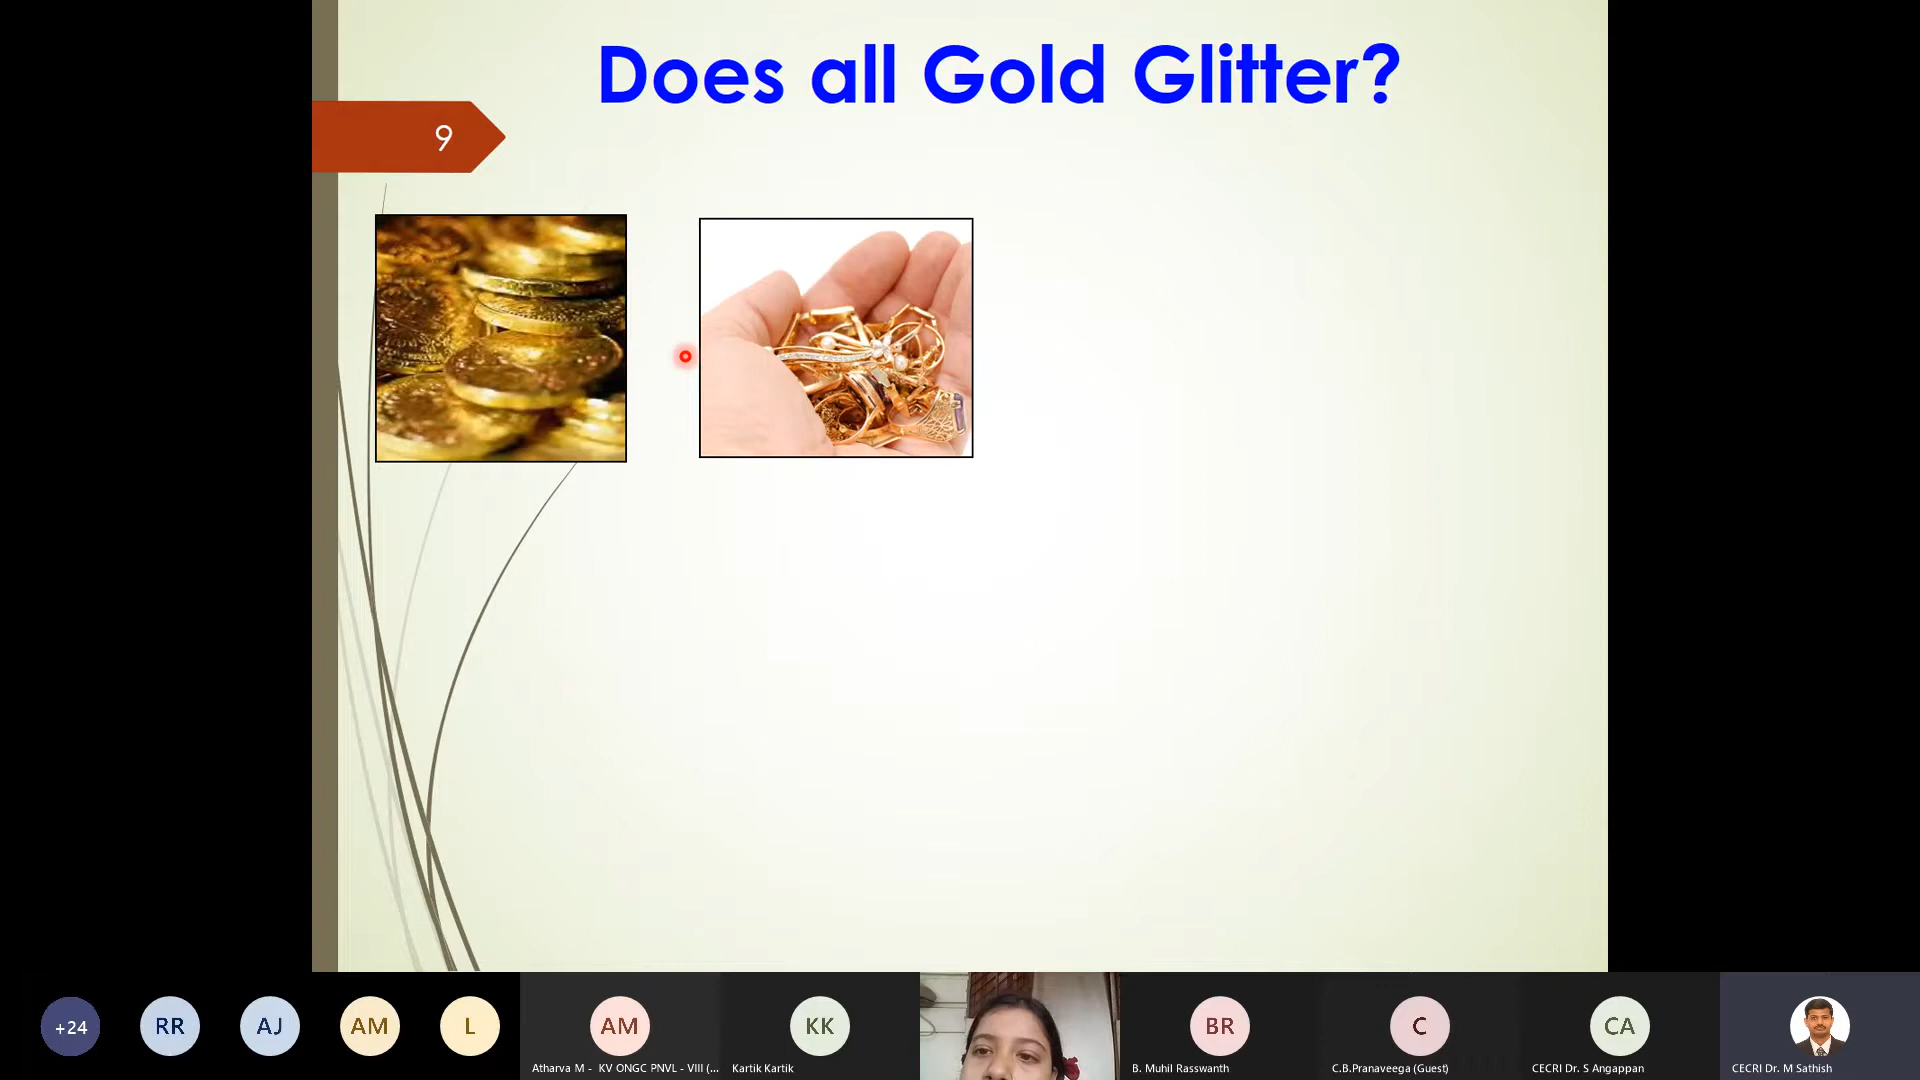 Does all Gold Glitter?
9
+24
RR
AJ
AM
L
AM
KK
BR
C
CA
Atharva M - KV ONGC PNVL - VIII (...
Kartik Kartik
B. Muhil Rasswanth
C.B.Pranaveega (Guest)
CECRI Dr. S Angappan
CECRI Dr. M Sathish